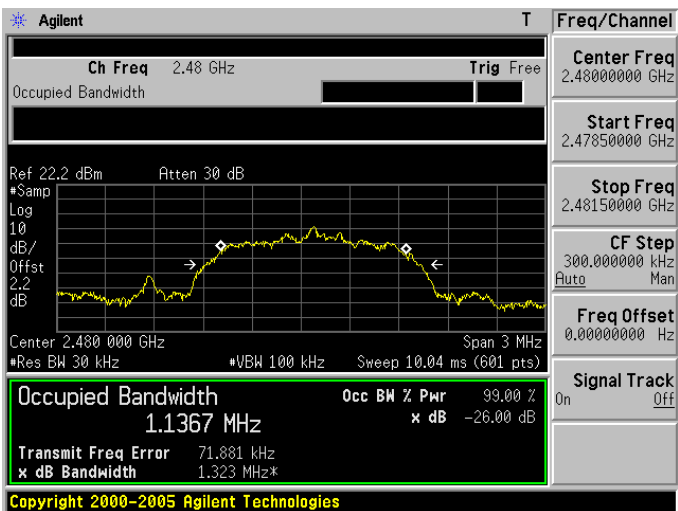 Agilent T Freq/Channel
Ch Freq 2.48 GHz Trig Free
Occupied Bandwidth
Center Freq
2.48000000 GHz
Start Freq
2.47850000 GHz
Stop Freq
2.48150000 GHz
CF Step
300.000000 kHz
Auto Man
Freq Offset
0.00000000 Hz
Signal Track
On Off
Ref 22.2 dBm Atten 30 dB
#Samp
Log
10
dB/
Offst
2.2
dB
Center 2.480 000 GHz Span 3 MHz
#Res BW 30 kHz #VBW 100 kHz Sweep 10.04 ms (601 pts)
Occupied Bandwidth Occ BW % Pwr 99.00 %
1.1367 MHz x dB -26.00 dB
Transmit Freq Error 71.881 kHz
x dB Bandwidth 1.323 MHz*
Copyright 2000-2005 Agilent Technologies